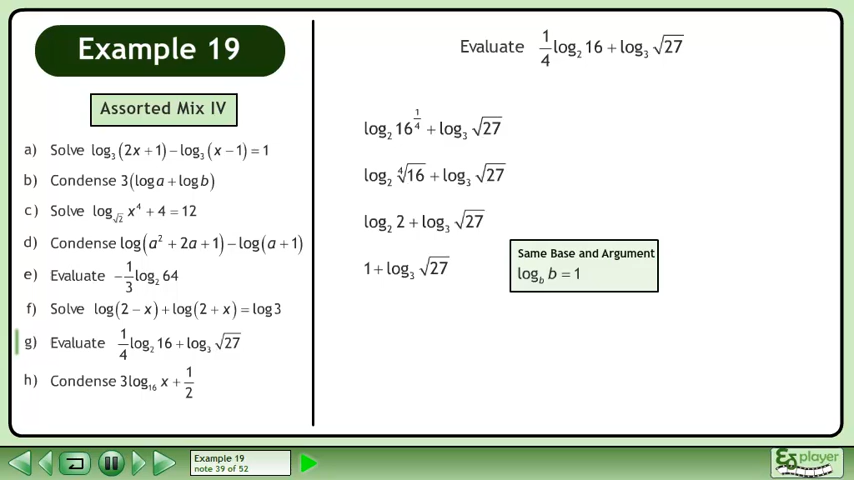 Example 19
Assorted Mix IV
a) Solve log₃(2x + 1) − log₃(x − 1) = 1
b) Condense 3(log a + log b)
c) Solve log_√2 x⁴ + 4 = 12
d) Condense log(a² + 2a + 1) − log(a + 1)
e) Evaluate −1/3 log₂ 64
f) Solve log(2 − x) + log(2 + x) = log 3
g) Evaluate 1/4 log₂ 16 + log₃ √27
h) Condense 3log₁₆ x + 1/2
Evaluate 1/4 log₂ 16 + log₃ √27
log₂ 16^(1/4) + log₃ √27
log₂ ∜16 + log₃ √27
log₂ 2 + log₃ √27
1 + log₃ √27
Same Base and Argument
log_b b = 1
Example 19
note 39 of 52
E3 player